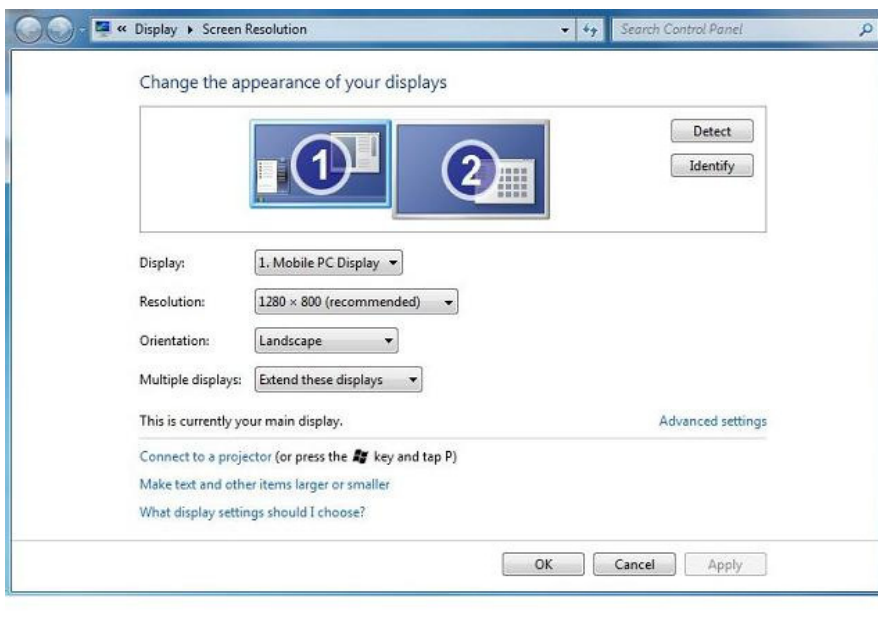 « Display ▸ Screen Resolution
Search Control Panel
Change the appearance of your displays
1
2
Detect
Identify
Display: 1. Mobile PC Display
Resolution: 1280 × 800 (recommended)
Orientation: Landscape
Multiple displays: Extend these displays
This is currently your main display. Advanced settings
Connect to a projector (or press the key and tap P)
Make text and other items larger or smaller
What display settings should I choose?
OK Cancel Apply